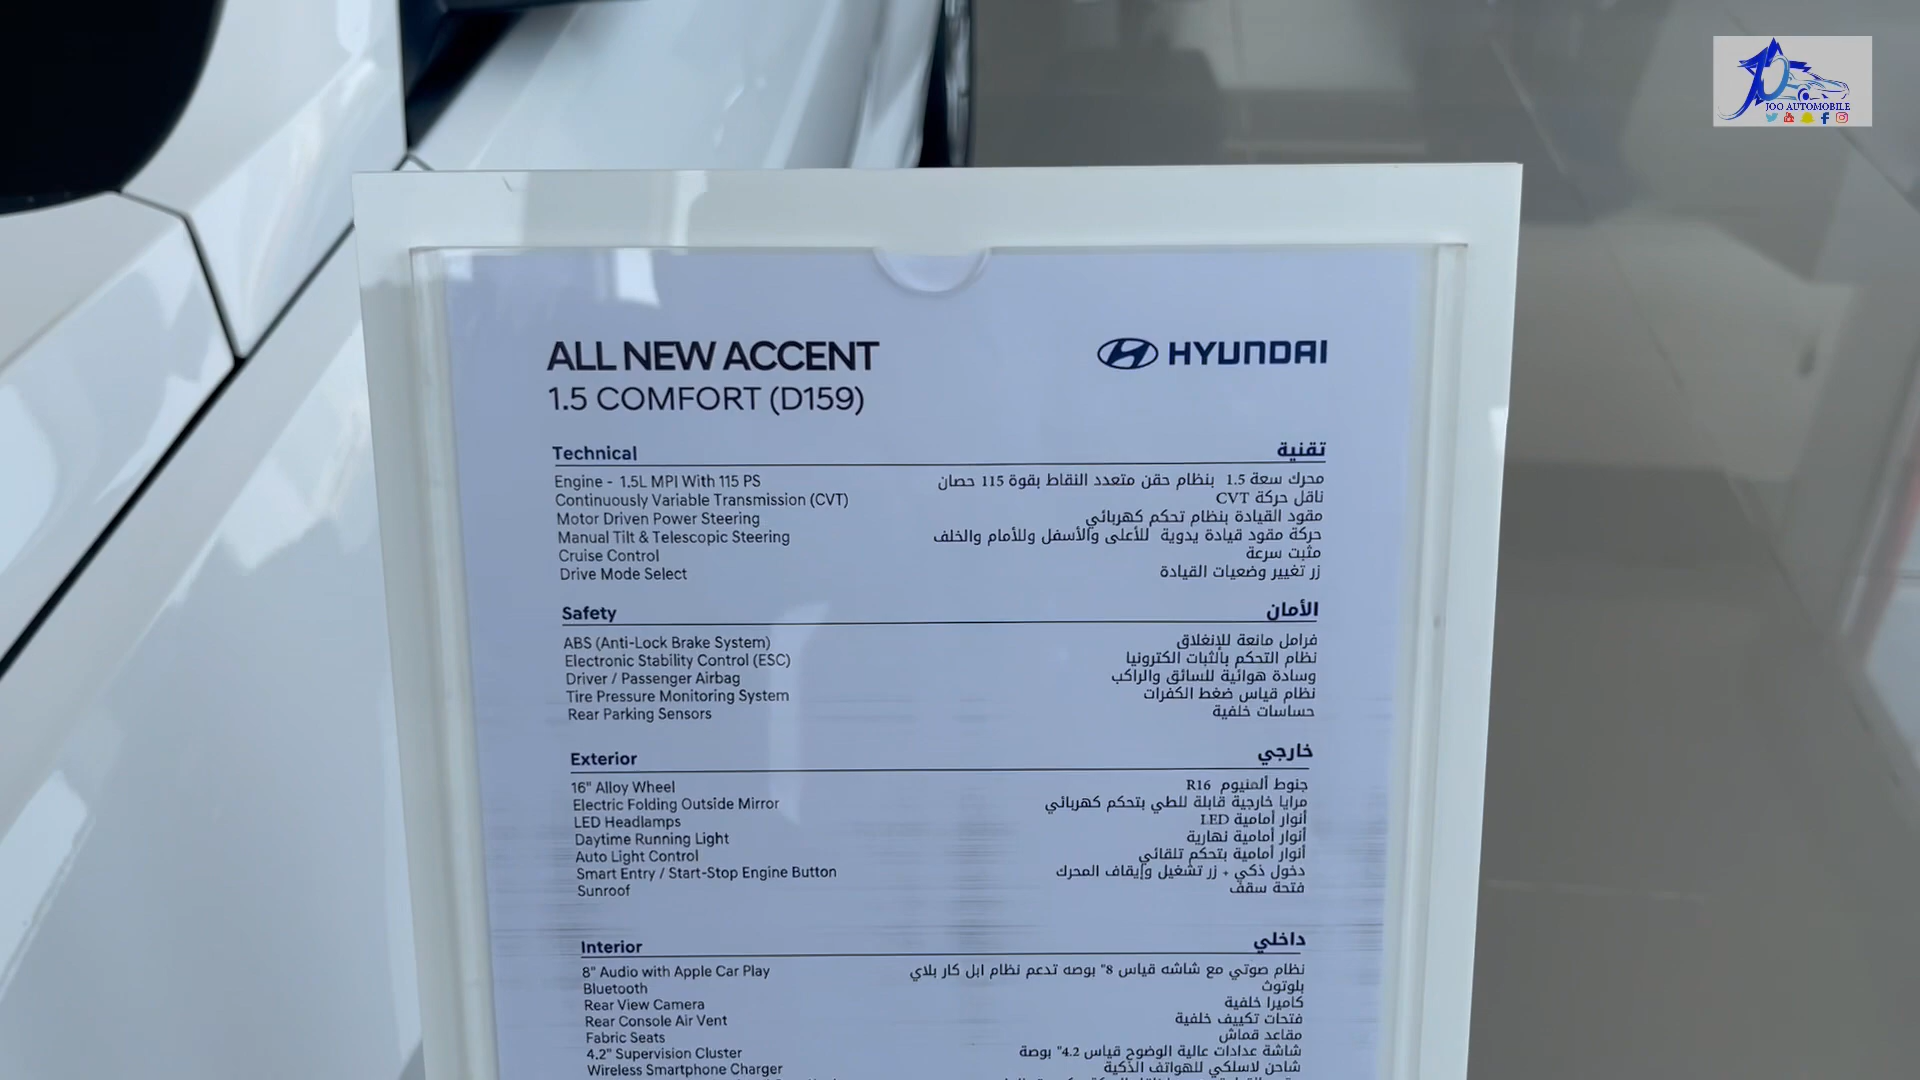 JOO AUTOMOBILE
ALL NEW ACCENT
HYUNDAI
1.5 COMFORT (D159)
Technical تقنية
Engine - 1.5L MPI With 115 PS محرك سعة 1.5 بنظام حقن متعدد النقاط بقوة 115 حصان
Continuously Variable Transmission (CVT) ناقل حركة CVT
Motor Driven Power Steering مقود القيادة بنظام تحكم كهربائي
Manual Tilt & Telescopic Steering حركة مقود قيادة يدوية للأعلى والأسفل وللأمام والخلف
Cruise Control مثبت سرعة
Drive Mode Select زر تغيير وضعيات القيادة
Safety الأمان
ABS (Anti-Lock Brake System) فرامل مانعة للإنغلاق
Electronic Stability Control (ESC) نظام التحكم بالثبات الكترونيا
Driver / Passenger Airbag وسادة هوائية للسائق والراكب
Tire Pressure Monitoring System نظام قياس ضغط الكفرات
Rear Parking Sensors حساسات خلفية
Exterior خارجي
16" Alloy Wheel جنوط ألمنيوم R16
Electric Folding Outside Mirror مرايا خارجية قابلة للطي بتحكم كهربائي
LED Headlamps أنوار أمامية LED
Daytime Running Light أنوار أمامية نهارية
Auto Light Control أنوار أمامية بتحكم تلقائي
Smart Entry / Start-Stop Engine Button دخول ذكي + زر تشغيل وإيقاف المحرك
Sunroof فتحة سقف
Interior داخلي
8" Audio with Apple Car Play نظام صوتي مع شاشه قياس 8" بوصه تدعم نظام ابل كار بلاي
Bluetooth بلوتوث
Rear View Camera كاميرا خلفية
Rear Console Air Vent فتحات تكييف خلفية
Fabric Seats مقاعد قماش
4.2" Supervision Cluster شاشة عدادات عالية الوضوح قياس 4.2" بوصة
Wireless Smartphone Charger شاحن لاسلكي للهواتف الذكية